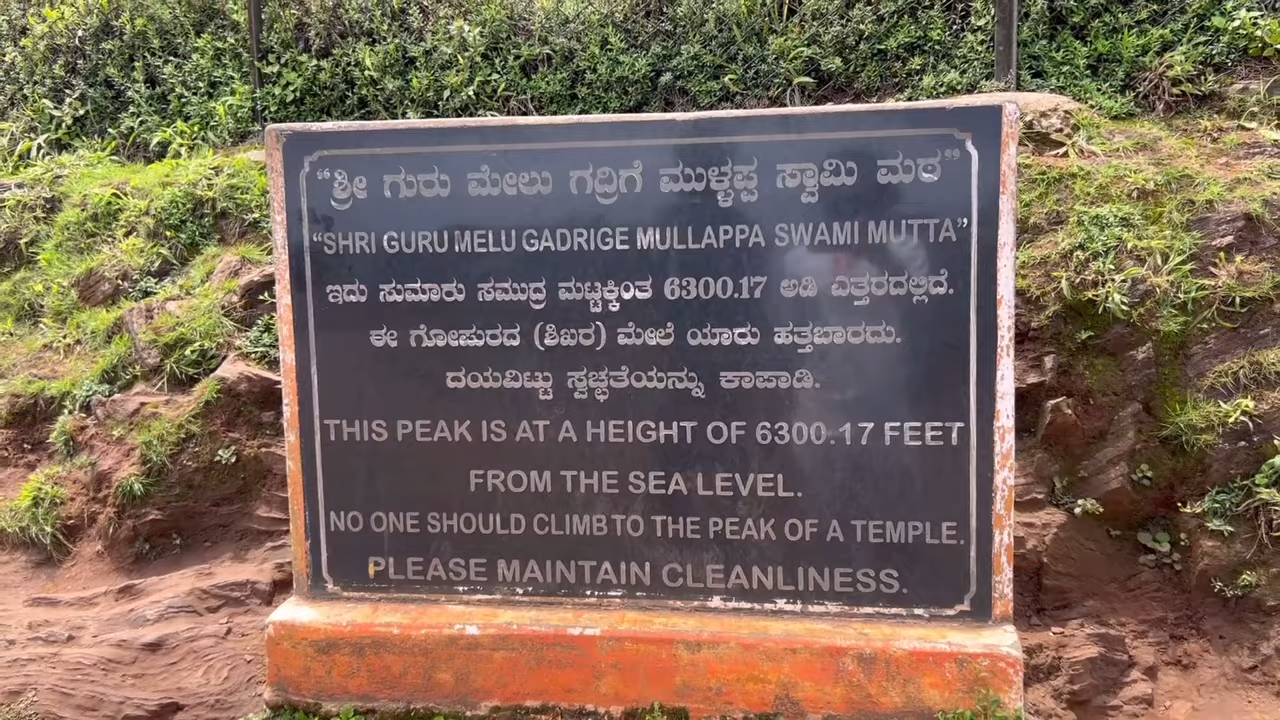 “ಶ್ರೀ ಗುರು ಮೇಲು ಗದ್ರಿಗೆ ಮುಳ್ಳಪ್ಪ ಸ್ವಾಮಿ ಮಠ”
“SHRI GURU MELU GADRIGE MULLAPPA SWAMI MUTTA”
ಇದು ಸುಮಾರು ಸಮುದ್ರ ಮಟ್ಟಕ್ಕಿಂತ 6300.17 ಅಡಿ ಎತ್ತರದಲ್ಲಿದೆ.
ಈ ಗೋಪುರದ (ಶಿಖರ) ಮೇಲೆ ಯಾರು ಹತ್ತಬಾರದು.
ದಯವಿಟ್ಟು ಸ್ವಚ್ಛತೆಯನ್ನು ಕಾಪಾಡಿ.
THIS PEAK IS AT A HEIGHT OF 6300.17 FEET
FROM THE SEA LEVEL.
NO ONE SHOULD CLIMB TO THE PEAK OF A TEMPLE.
PLEASE MAINTAIN CLEANLINESS.